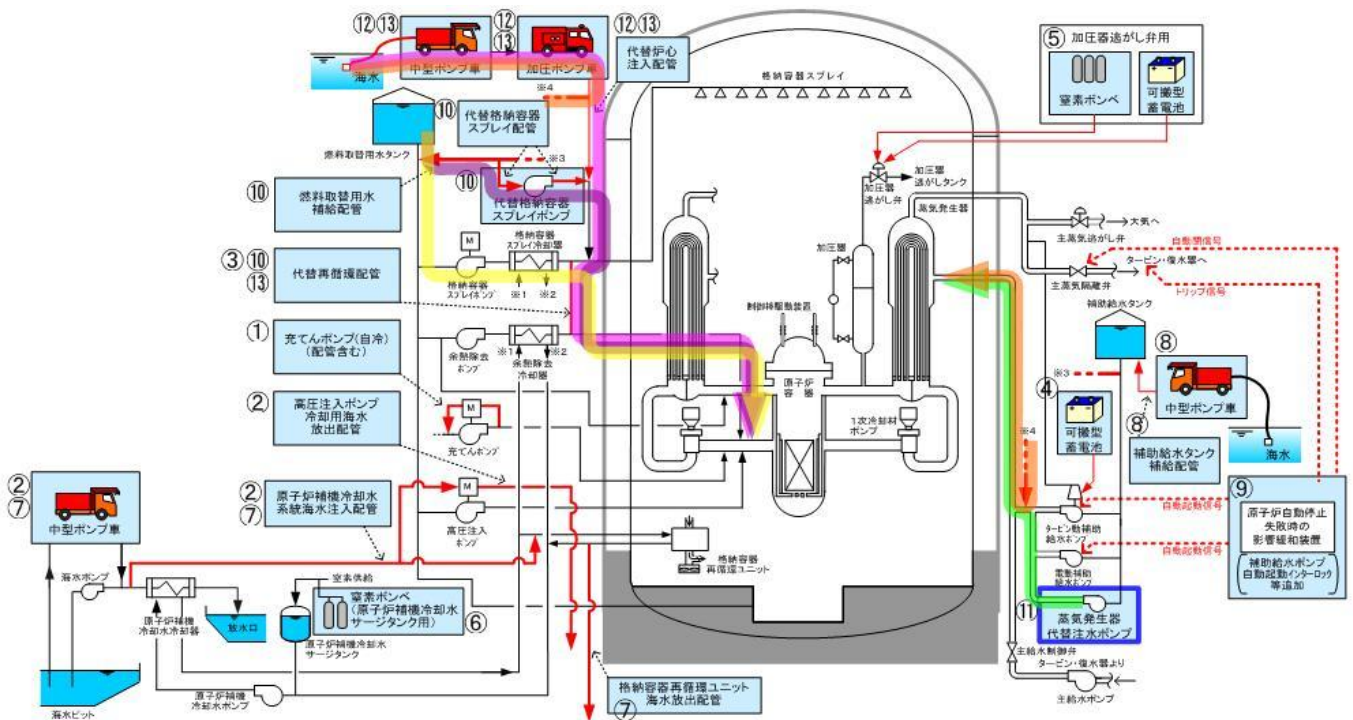 ⑫⑬
中型ポンプ車
海水
⑫
⑬
加圧ポンプ車
⑫⑬
代替炉心
注入配管
⑤ 加圧器逃がし弁用
窒素ボンベ
可搬型
蓄電池
※4
格納容器スプレイ
⑩
代替格納容器
スプレイ配管
燃料取替用水タンク
※3
⑩
代替格納容器
スプレイポンプ
⑩
燃料取替用水
補給配管
加圧器
逃がしタンク
加圧器
逃がし弁
蒸気発生器
大気へ
主蒸気逃がし弁
自動閉信号
タービン・復水器へ
主蒸気隔離弁
トリップ信号
M
格納容器
スプレイ冷却器
格納容器
スプレイポンプ
※1
※2
加圧器
③⑩
⑬
代替再循環配管
制御棒駆動装置
補助給水タンク
①
充てんポンプ(自冷)
(配管含む)
余熱除去
ポンプ
※1
※2
余熱除去
冷却器
原子炉
容器
1次冷却材
ポンプ
※3
⑧
中型ポンプ車
海水
④
可搬型
蓄電池
⑧
補助給水タンク
補給配管
※4
②
高圧注入ポンプ
冷却用海水
放出配管
M
充てんポンプ
②
⑦
中型ポンプ車
②
⑦
原子炉補機冷却水
系統海水注入配管
M
高圧注入
ポンプ
格納容器
再循環ユニット
タービン動補助
給水ポンプ
自動起動信号
電動補助
給水ポンプ
自動起動信号
⑨
原子炉自動停止
失敗時の
影響緩和装置
補助給水ポンプ
自動起動インターロック
等追加
海水ポンプ
原子炉補機
冷却水冷却器
放水口
窒素供給
窒素ボンベ
(原子炉補機冷却水
サージタンク用)
⑥
原子炉補機冷却水
サージタンク
⑪
蒸気発生器
代替注水ポンプ
主給水制御弁
タービン・復水器より
主給水ポンプ
海水ピット
原子炉補機
冷却水ポンプ
格納容器再循環ユニット
海水放出配管
⑦